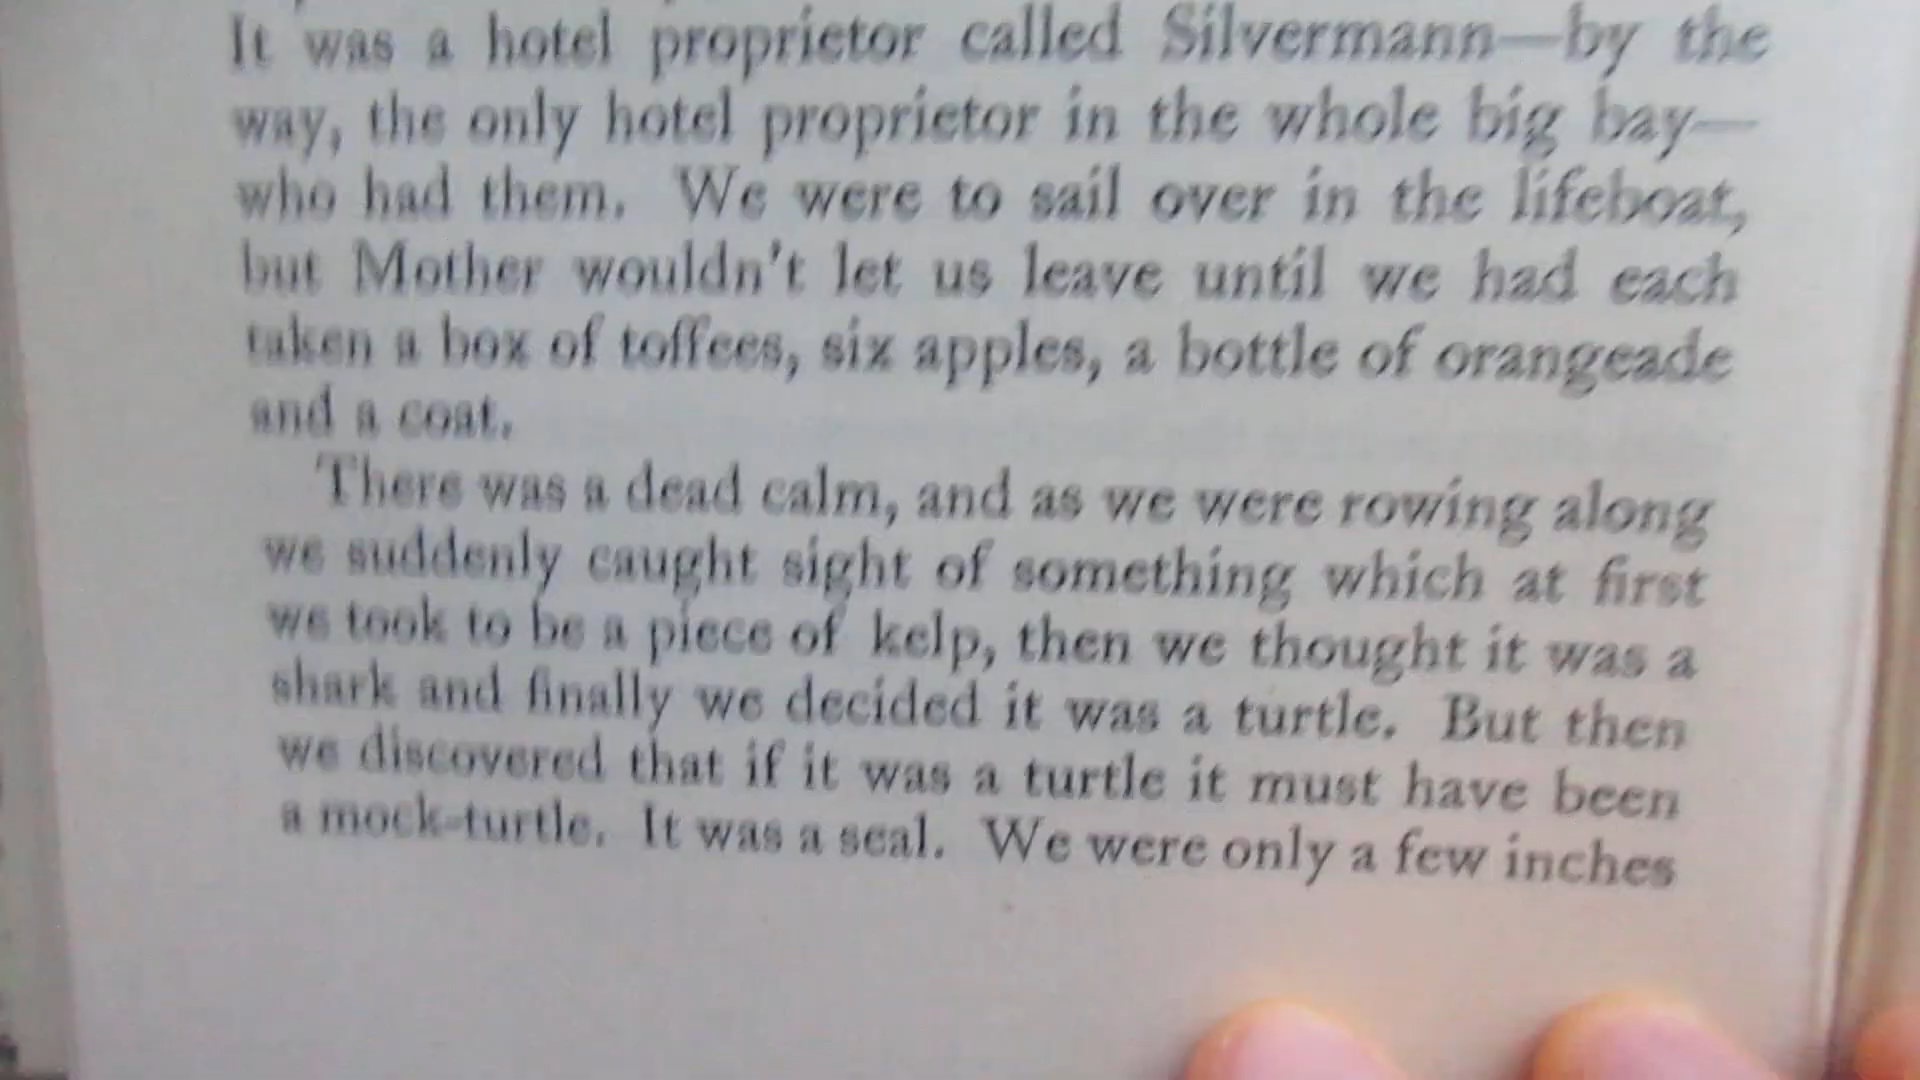 It was a hotel proprietor called Silvermann—by the
way, the only hotel proprietor in the whole big bay—
who had them. We were to sail over in the lifeboat,
but Mother wouldn't let us leave until we had each
taken a box of toffees, six apples, a bottle of orangeade
and a coat.
There was a dead calm, and as we were rowing along
we suddenly caught sight of something which at first
we took to be a piece of kelp, then we thought it was a
shark and finally we decided it was a turtle. But then
we discovered that if it was a turtle it must have been
a mock-turtle. It was a seal. We were only a few inches